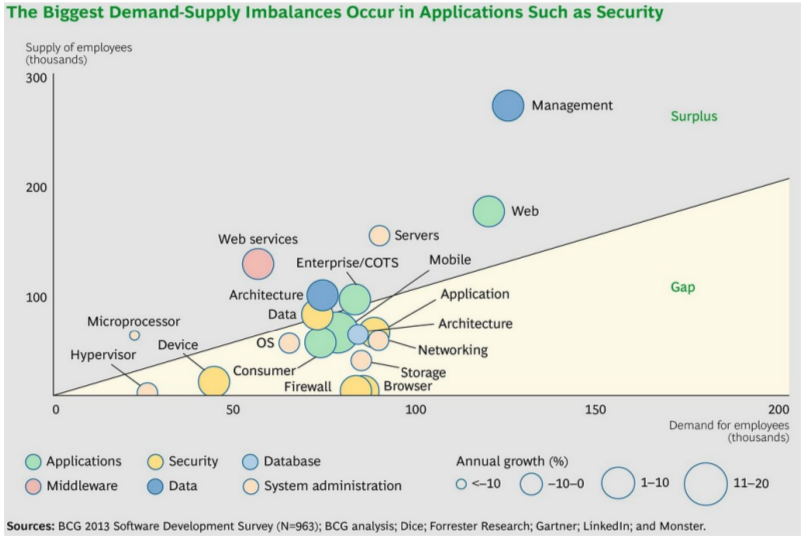 The Biggest Demand-Supply Imbalances Occur in Applications Such as Security
Supply of employees
(thousands)
300
Management
Surplus
200
Web
Servers
Web services
Enterprise/COTS
Mobile
Gap
Architecture
Application
100
Data
Microprocessor
Architecture
OS
Device
Networking
Hypervisor
Consumer
Storage
Firewall
Browser
0
50
100
150
200
Demand for employees
(thousands)
Applications
Security
Database
Annual growth (%)
Middleware
Data
System administration
<–10
–10–0
1–10
11–20
Sources: BCG 2013 Software Development Survey (N=963); BCG analysis; Dice; Forrester Research; Gartner; LinkedIn; and Monster.